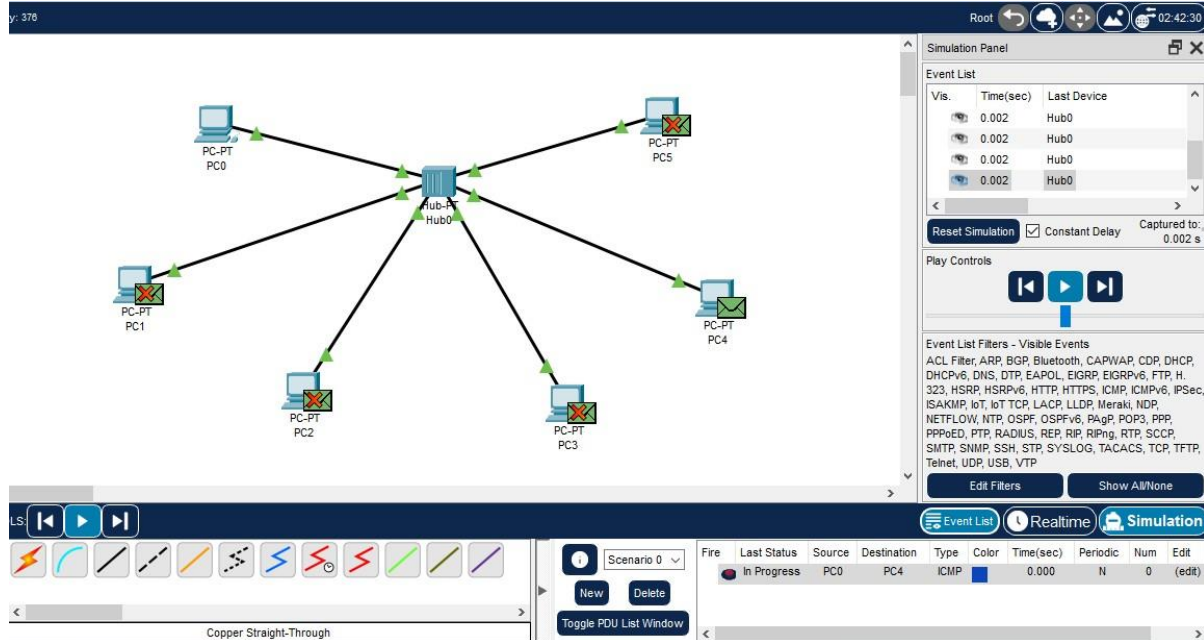 y: 376
Root
02:42:30
Simulation Panel
Event List
Vis. Time(sec) Last Device
0.002 Hub0
0.002 Hub0
0.002 Hub0
0.002 Hub0
Reset Simulation Constant Delay Captured to:
0.002 s
Play Controls
Event List Filters - Visible Events
ACL Filter, ARP, BGP, Bluetooth, CAPWAP, CDP, DHCP,
DHCPv6, DNS, DTP, EAPOL, EIGRP, EIGRPv6, FTP, H.
323, HSRP, HSRPv6, HTTP, HTTPS, ICMP, ICMPv6, IPSec,
ISAKMP, IoT, IoT TCP, LACP, LLDP, Meraki, NDP,
NETFLOW, NTP, OSPF, OSPFv6, PAgP, POP3, PPP,
PPPoED, PTP, RADIUS, REP, RIP, RIPng, RTP, SCCP,
SMTP, SNMP, SSH, STP, SYSLOG, TACACS, TCP, TFTP,
Telnet, UDP, USB, VTP
Edit Filters Show All/None
PC-PT
PC0
PC-PT
PC5
Hub-PT
Hub0
PC-PT
PC1
PC-PT
PC4
PC-PT
PC2
PC-PT
PC3
LS:
Event List Realtime Simulation
Scenario 0
New Delete
Toggle PDU List Window
Fire Last Status Source Destination Type Color Time(sec) Periodic Num Edit
In Progress PC0 PC4 ICMP 0.000 N 0 (edit)
Copper Straight-Through